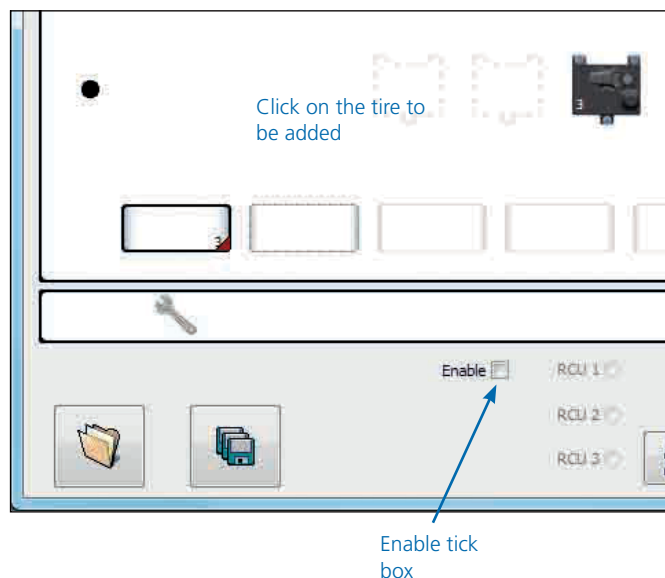 3
Click on the tire to
be added
3
Enable
RCU 1
RCU 2
RCU 3
Enable tick
box